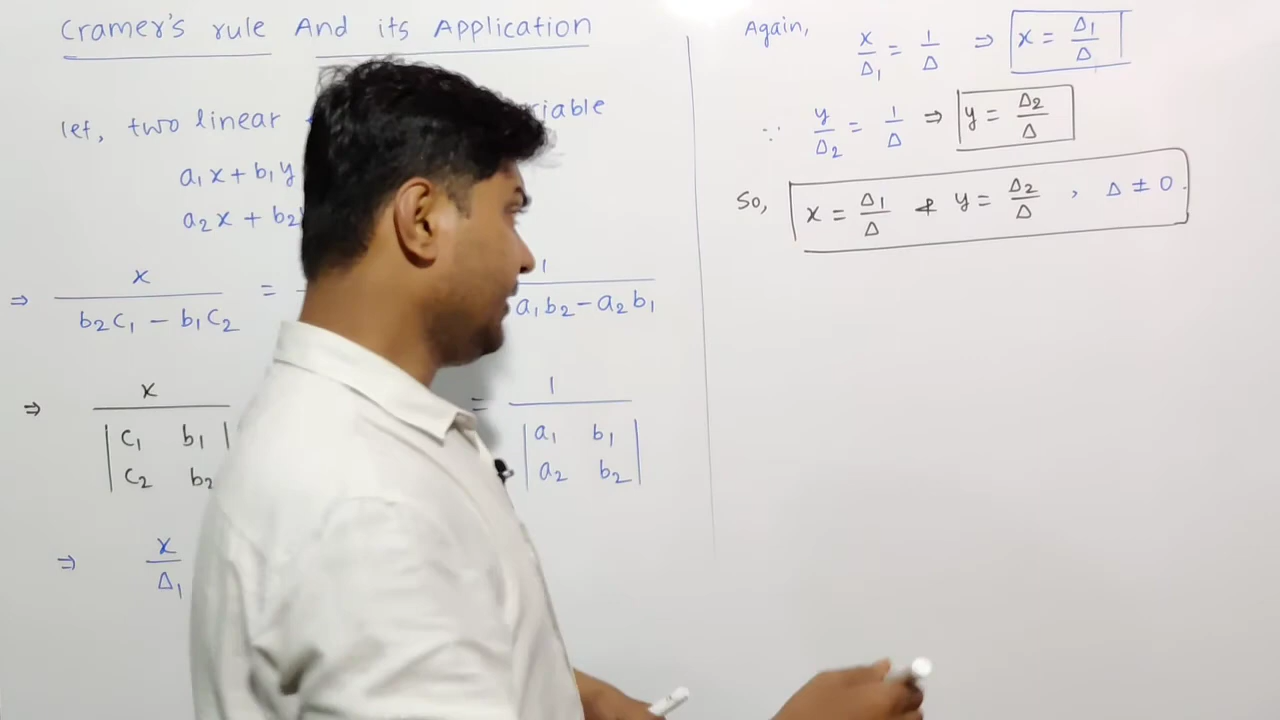 Cramer's rule And its Application
let, two linear
a₁x + b₁y
a₂x + b₂
⇒ x / b₂c₁ - b₁c₂ = 1 / a₁b₂ - a₂b₁
⇒ x / |c₁ b₁ c₂ b₂ = 1 / |a₁ b₁ a₂ b₂|
⇒ x / Δ₁
Again, x / Δ₁ = 1 / Δ ⇒ x = Δ₁ / Δ
∵ y / Δ₂ = 1 / Δ ⇒ y = Δ₂ / Δ
So, x = Δ₁ / Δ & y = Δ₂ / Δ , Δ ± 0.